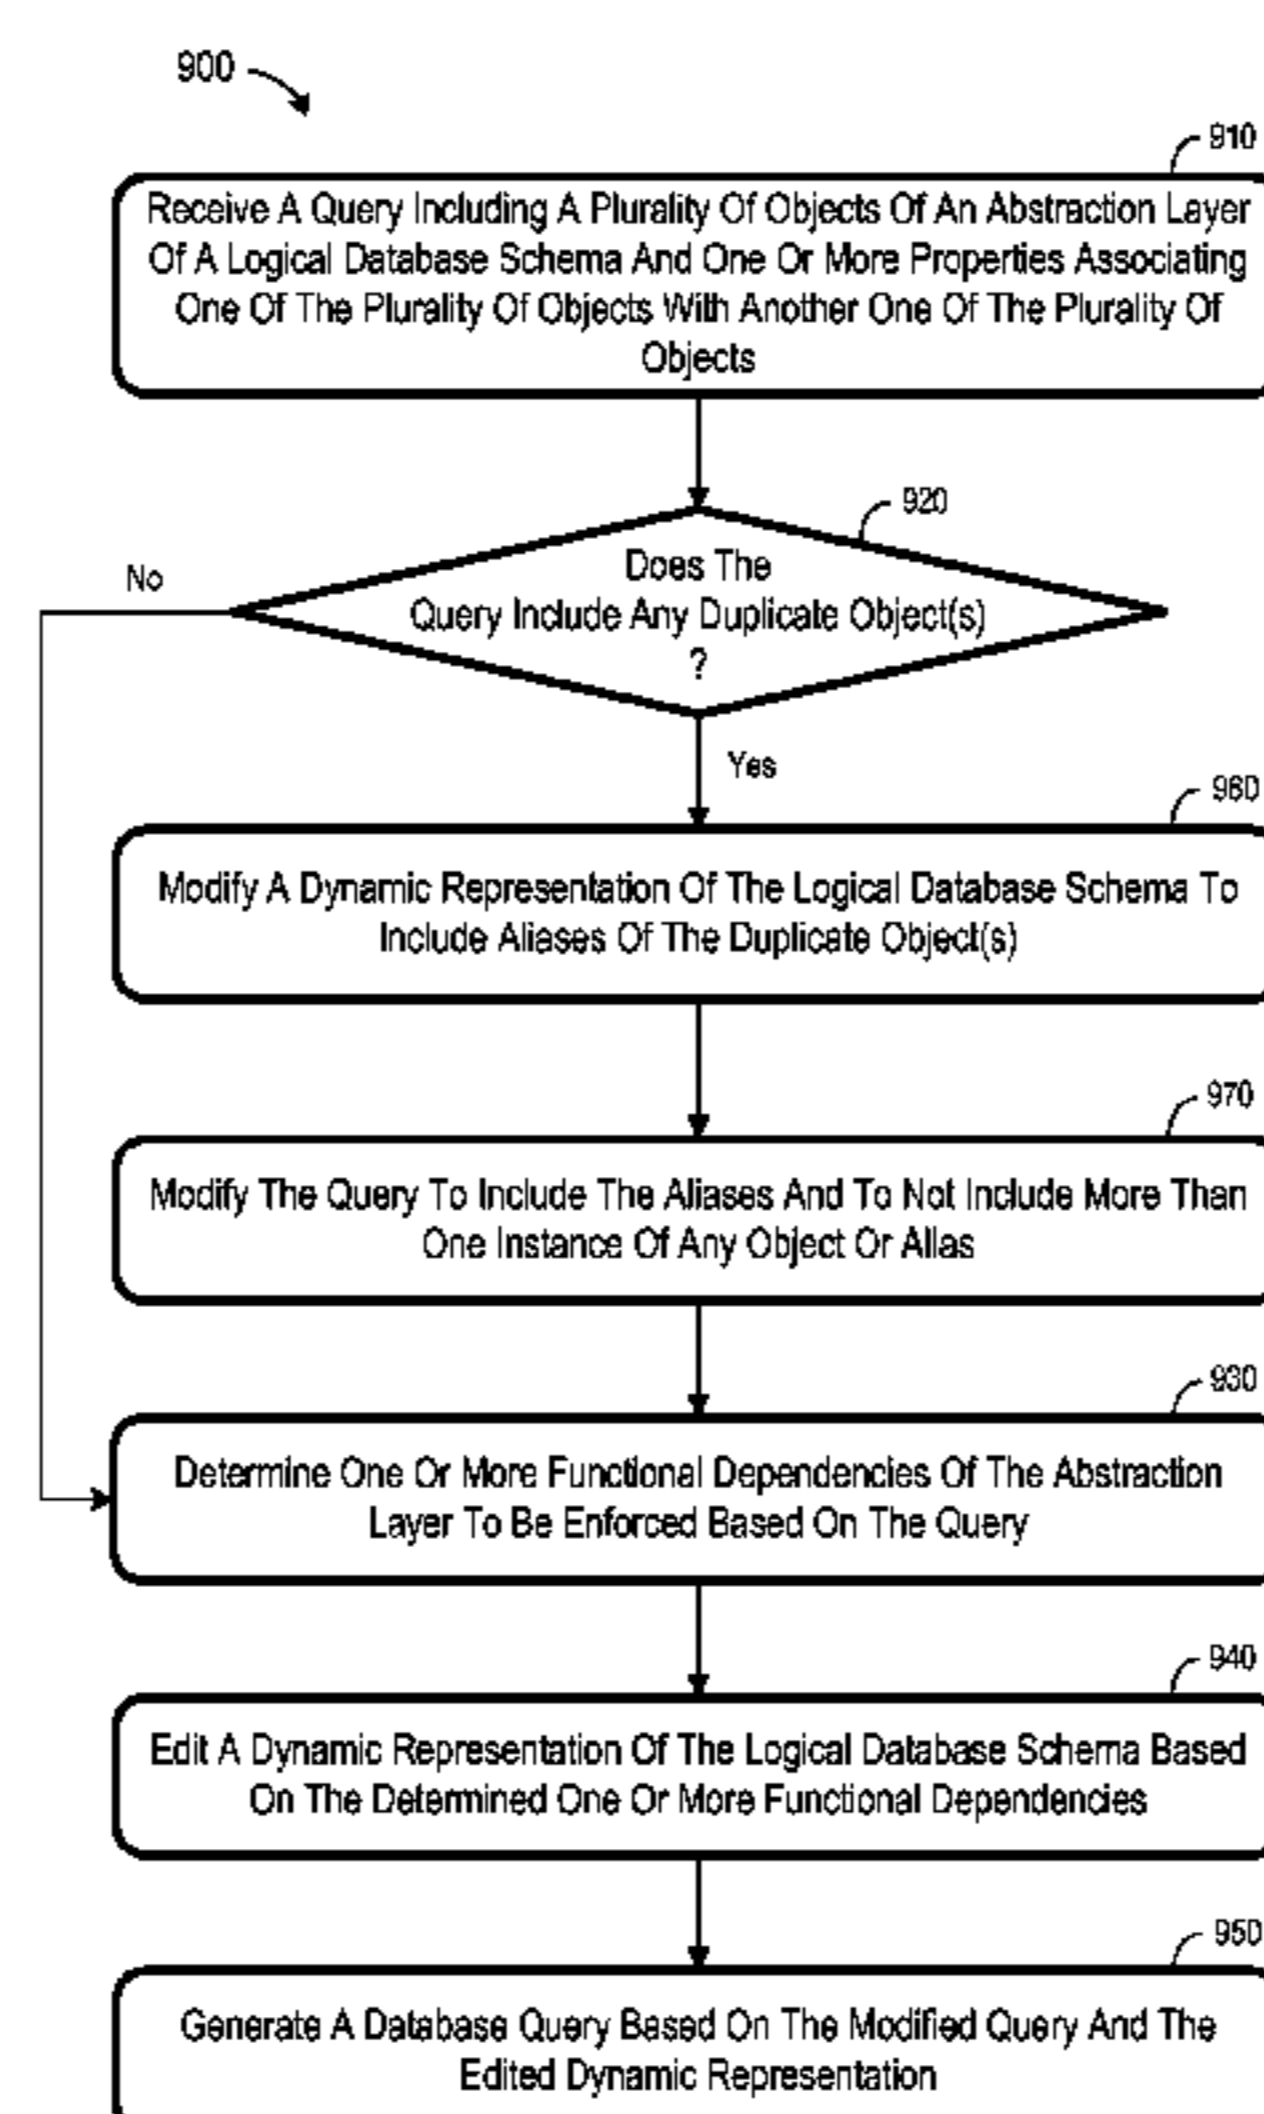 900
910
Receive A Query Including A Plurality Of Objects Of An Abstraction Layer
Of A Logical Database Schema And One Or More Properties Associating
One Of The Plurality Of Objects With Another One Of The Plurality Of
Objects
920
Does The
Query Include Any Duplicate Object(s)
?
No
Yes
960
Modify A Dynamic Representation Of The Logical Database Schema To
Include Aliases Of The Duplicate Object(s)
970
Modify The Query To Include The Aliases And To Not Include More Than
One Instance Of Any Object Or Alias
930
Determine One Or More Functional Dependencies Of The Abstraction
Layer To Be Enforced Based On The Query
940
Edit A Dynamic Representation Of The Logical Database Schema Based
On The Determined One Or More Functional Dependencies
950
Generate A Database Query Based On The Modified Query And The
Edited Dynamic Representation